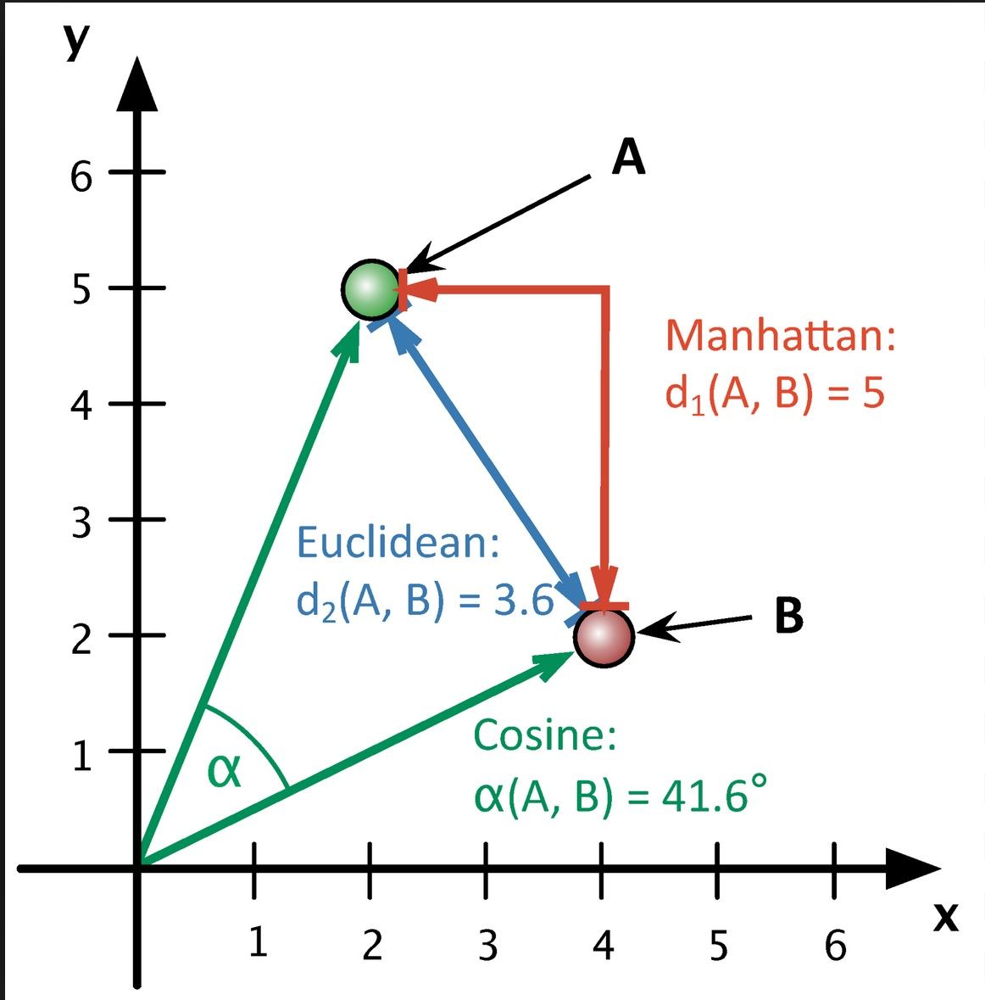 y
A
6
5
Manhattan:
d₁(A, B) = 5
4
3
Euclidean:
d₂(A, B) = 3.6
B
2
Cosine:
1
α
α(A, B) = 41.6°
x
1 2 3 4 5 6